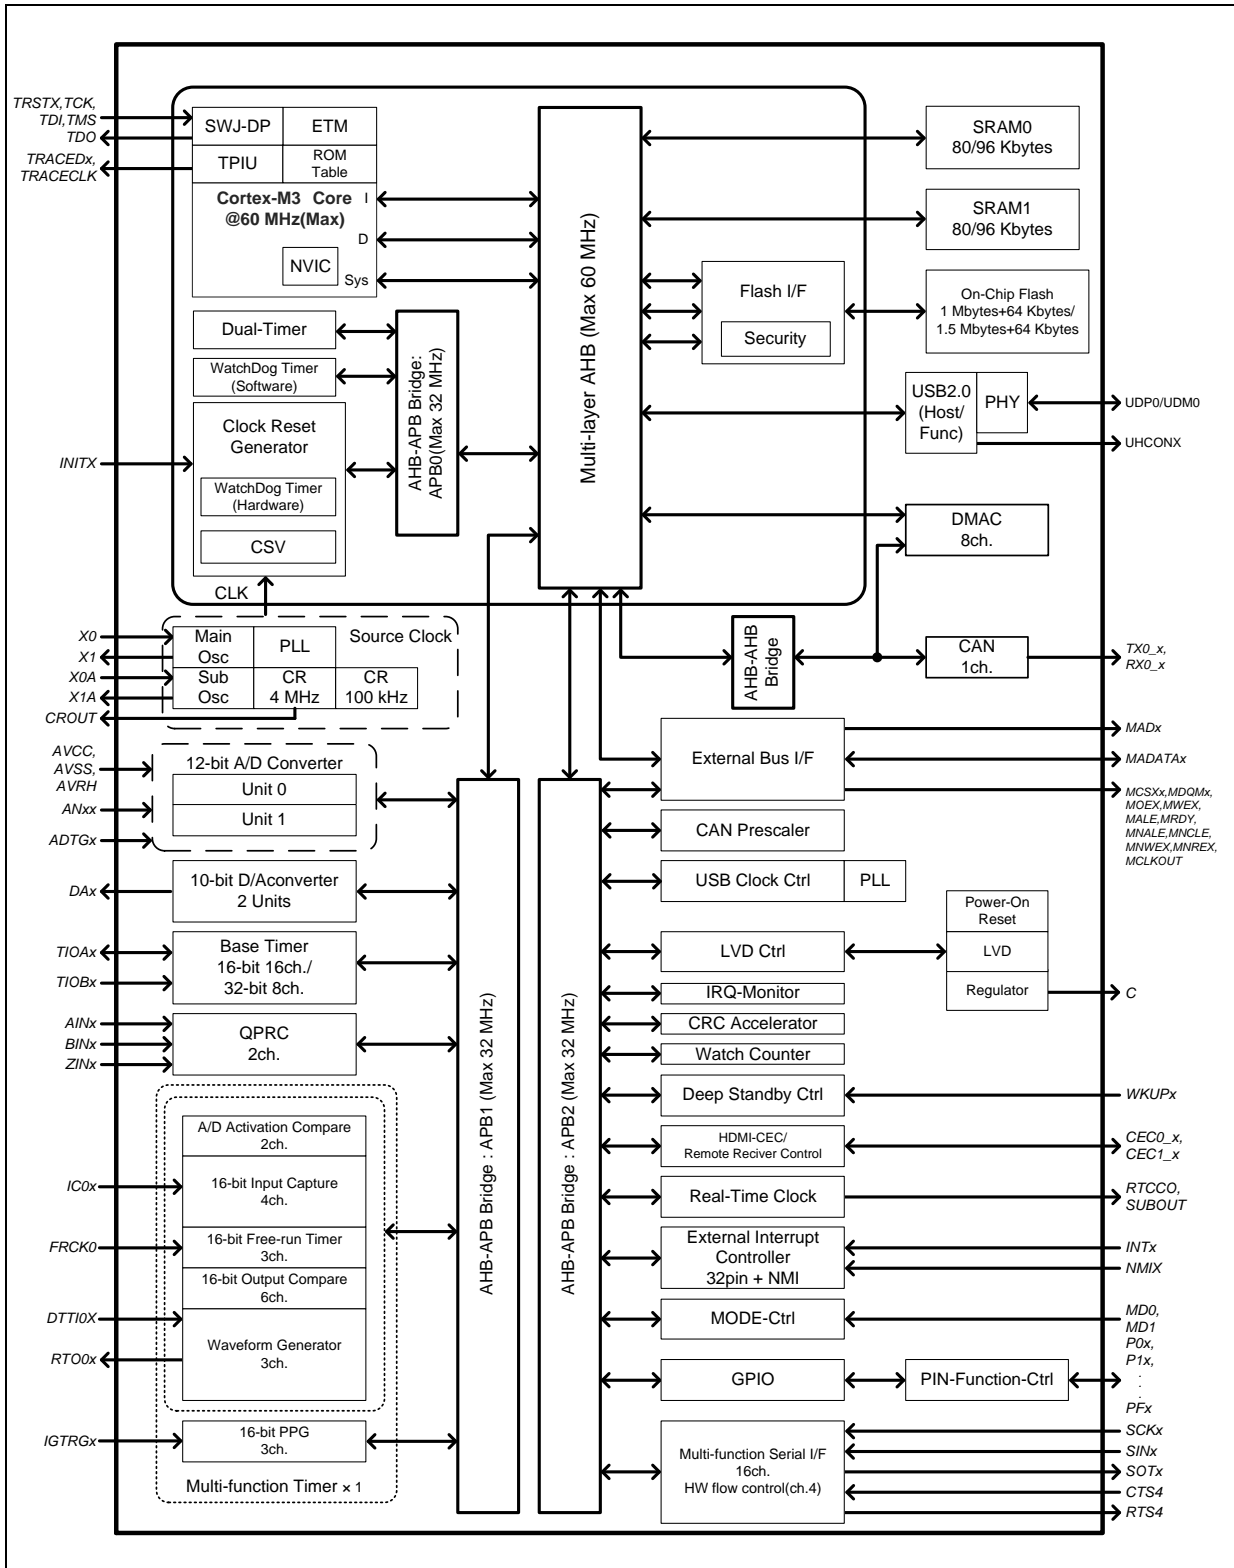 TRSTX,TCK,
TDI,TMS
TDO
TRACEDx,
TRACECLK
SWJ-DP
ETM
TPIU
ROM
Table
Cortex-M3 Core
@60 MHz(Max)
I
D
Sys
NVIC
Dual-Timer
WatchDog Timer
(Software)
Clock Reset
Generator
WatchDog Timer
(Hardware)
CSV
INITX
CLK
AHB-APB Bridge:
APB0(Max 32 MHz)
Multi-layer AHB (Max 60 MHz)
SRAM0
80/96 Kbytes
SRAM1
80/96 Kbytes
Flash I/F
Security
On-Chip Flash
1 Mbytes+64 Kbytes/
1.5 Mbytes+64 Kbytes
USB2.0
(Host/
Func)
PHY
UDP0/UDM0
UHCONX
DMAC
8ch.
AHB-AHB
Bridge
CAN
1ch.
TX0_x,
RX0_x
X0
X1
X0A
X1A
CROUT
Main
Osc
PLL
Source Clock
Sub
Osc
CR
4 MHz
CR
100 kHz
AVCC,
AVSS,
AVRH
ANxx
ADTGx
12-bit A/D Converter
Unit 0
Unit 1
DAx
10-bit D/Aconverter
2 Units
TIOAx
TIOBx
Base Timer
16-bit 16ch./
32-bit 8ch.
AINx
BINx
ZINx
QPRC
2ch.
A/D Activation Compare
2ch.
IC0x
16-bit Input Capture
4ch.
FRCK0
16-bit Free-run Timer
3ch.
16-bit Output Compare
6ch.
DTTI0X
RTO0x
Waveform Generator
3ch.
IGTRGx
16-bit PPG
3ch.
Multi-function Timer × 1
AHB-APB Bridge : APB1 (Max 32 MHz)
AHB-APB Bridge : APB2 (Max 32 MHz)
External Bus I/F
MADx
MADATAx
MCSXx,MDQMx,
MOEX,MWEX,
MALE,MRDY,
MNALE,MNCLE,
MNWEX,MNREX,
MCLKOUT
CAN Prescaler
USB Clock Ctrl
PLL
LVD Ctrl
Power-On
Reset
LVD
Regulator
C
IRQ-Monitor
CRC Accelerator
Watch Counter
Deep Standby Ctrl
WKUPx
HDMI-CEC/
Remote Reciver Control
CEC0_x,
CEC1_x
Real-Time Clock
RTCCO,
SUBOUT
External Interrupt
Controller
32pin + NMI
INTx
NMIX
MODE-Ctrl
MD0,
MD1
GPIO
PIN-Function-Ctrl
P0x,
P1x,
.
.
PFx
Multi-function Serial I/F
16ch.
HW flow control(ch.4)
SCKx
SINx
SOTx
CTS4
RTS4